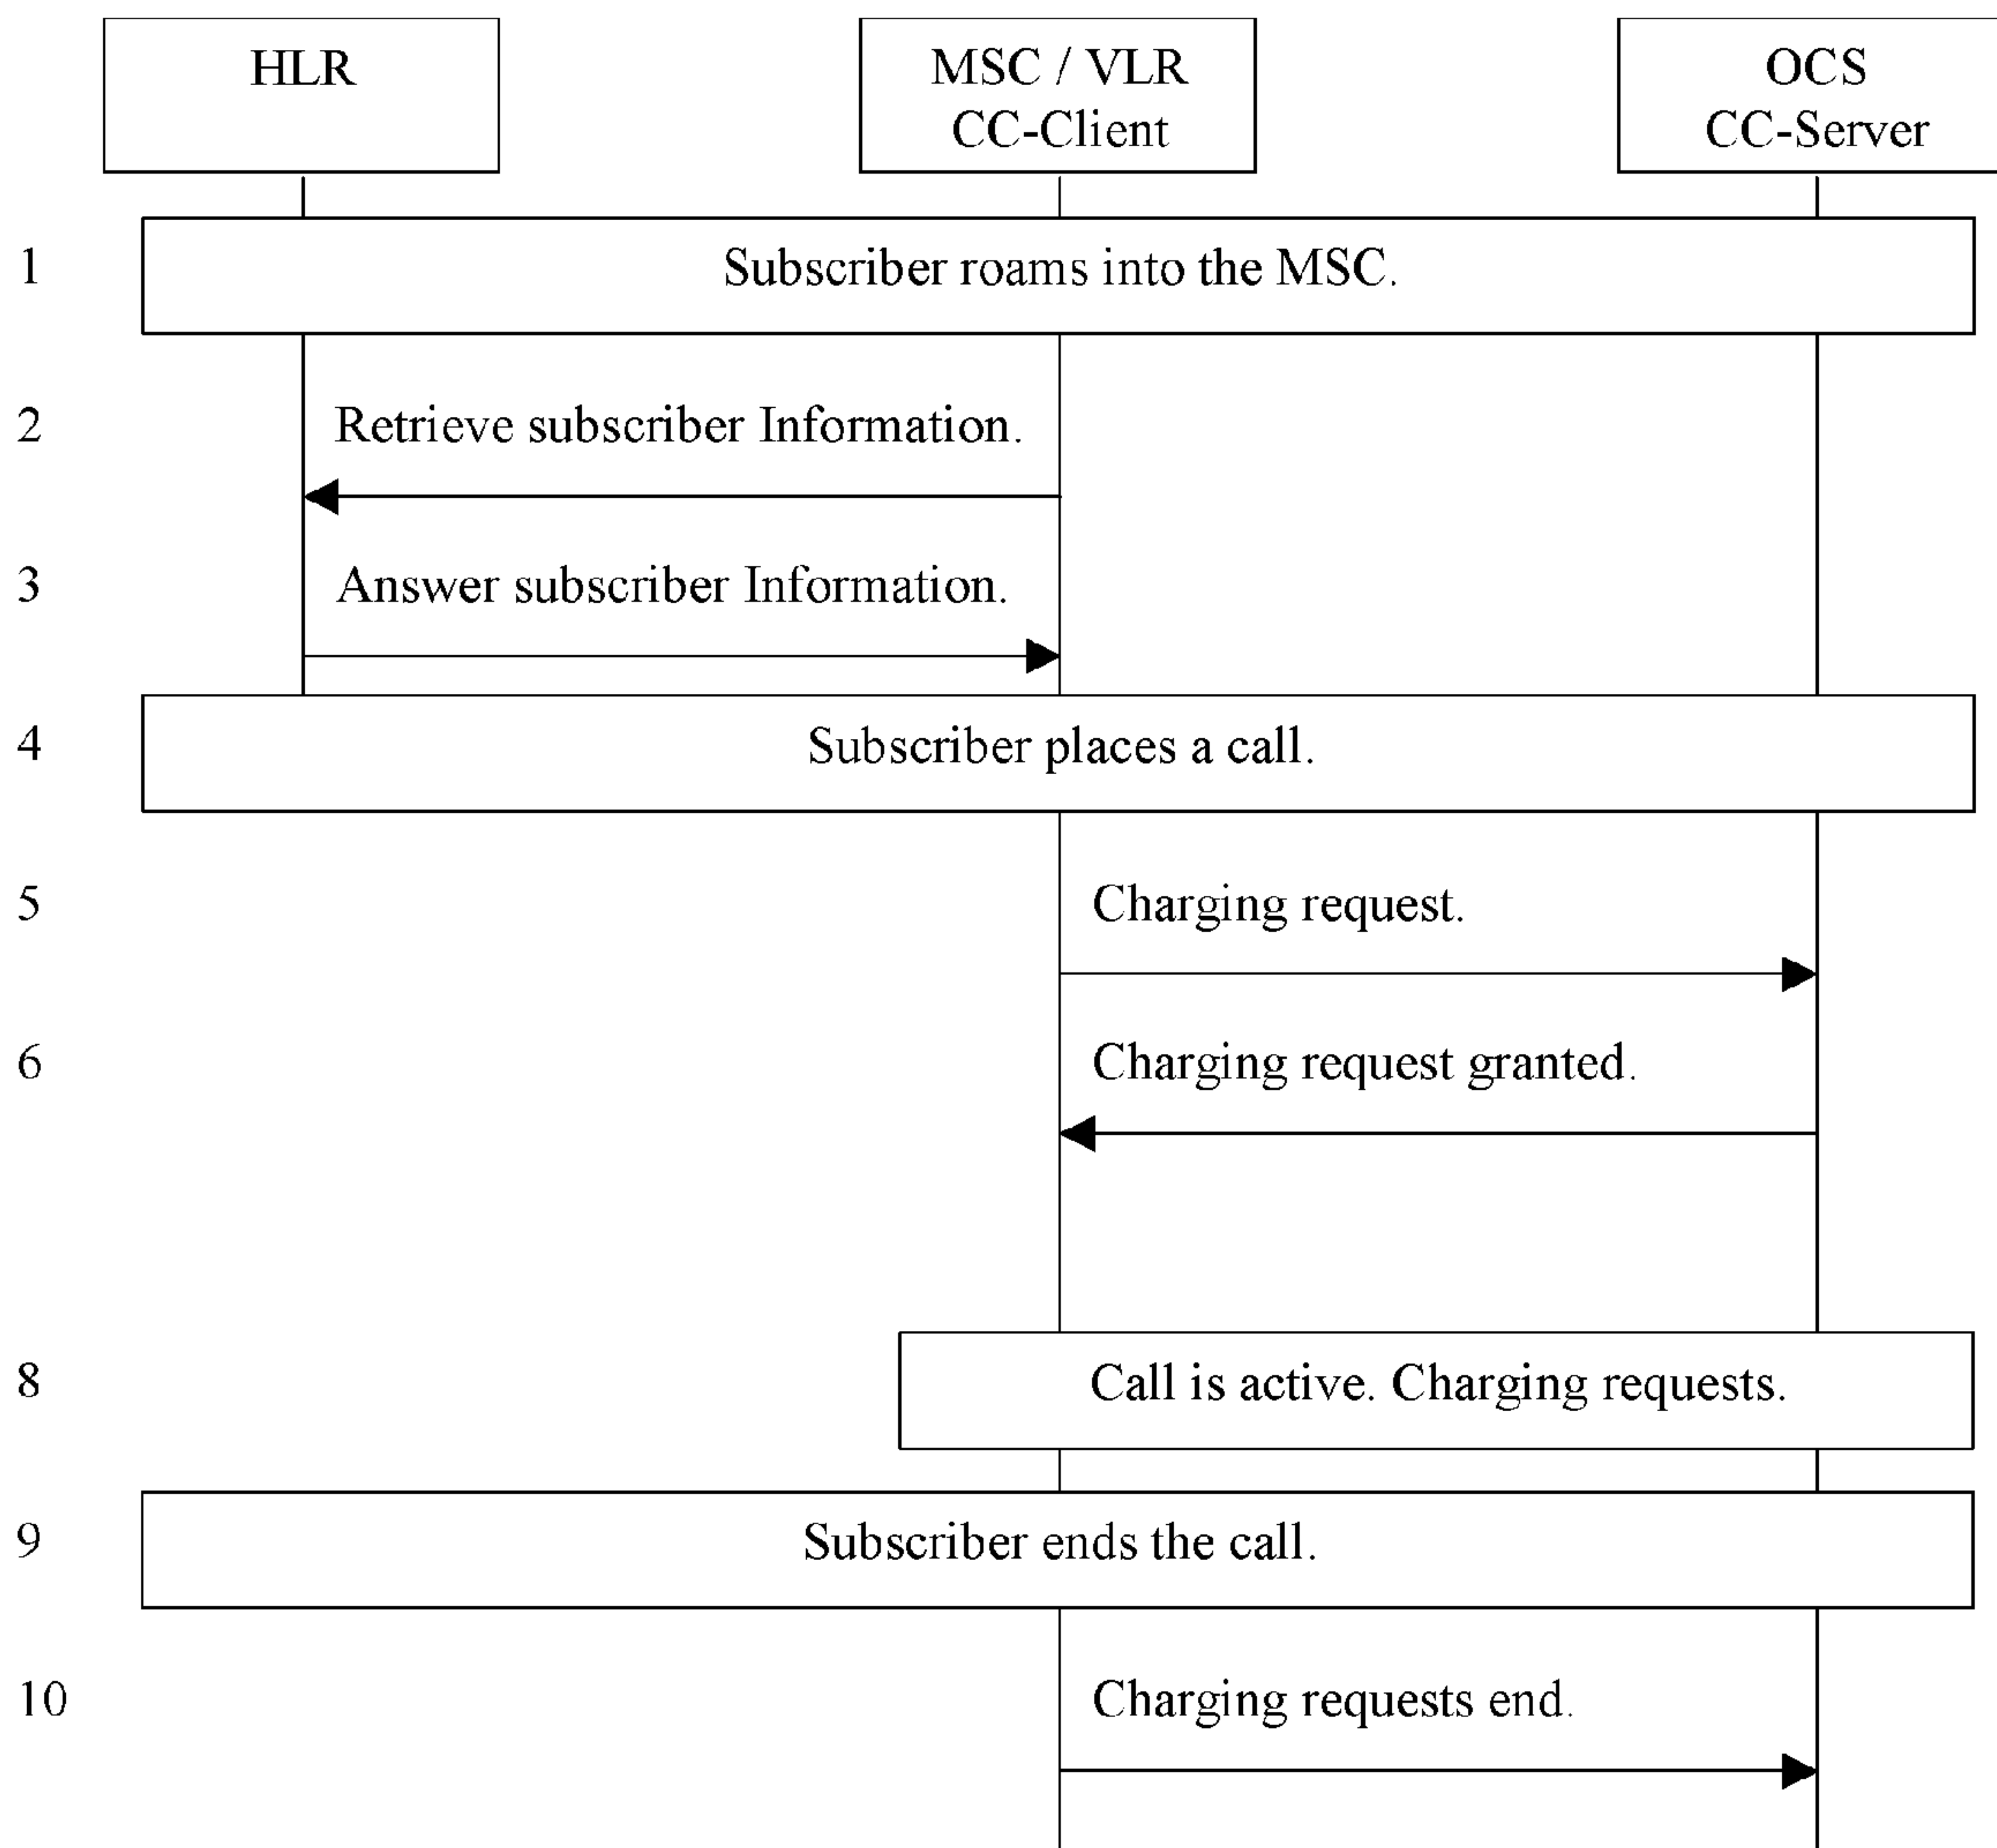 HLR
MSC / VLR
CC-Client
OCS
CC-Server
1
Subscriber roams into the MSC.
2
Retrieve subscriber Information.
3
Answer subscriber Information.
4
Subscriber places a call.
5
Charging request.
6
Charging request granted.
8
Call is active. Charging requests.
9
Subscriber ends the call.
10
Charging requests end.